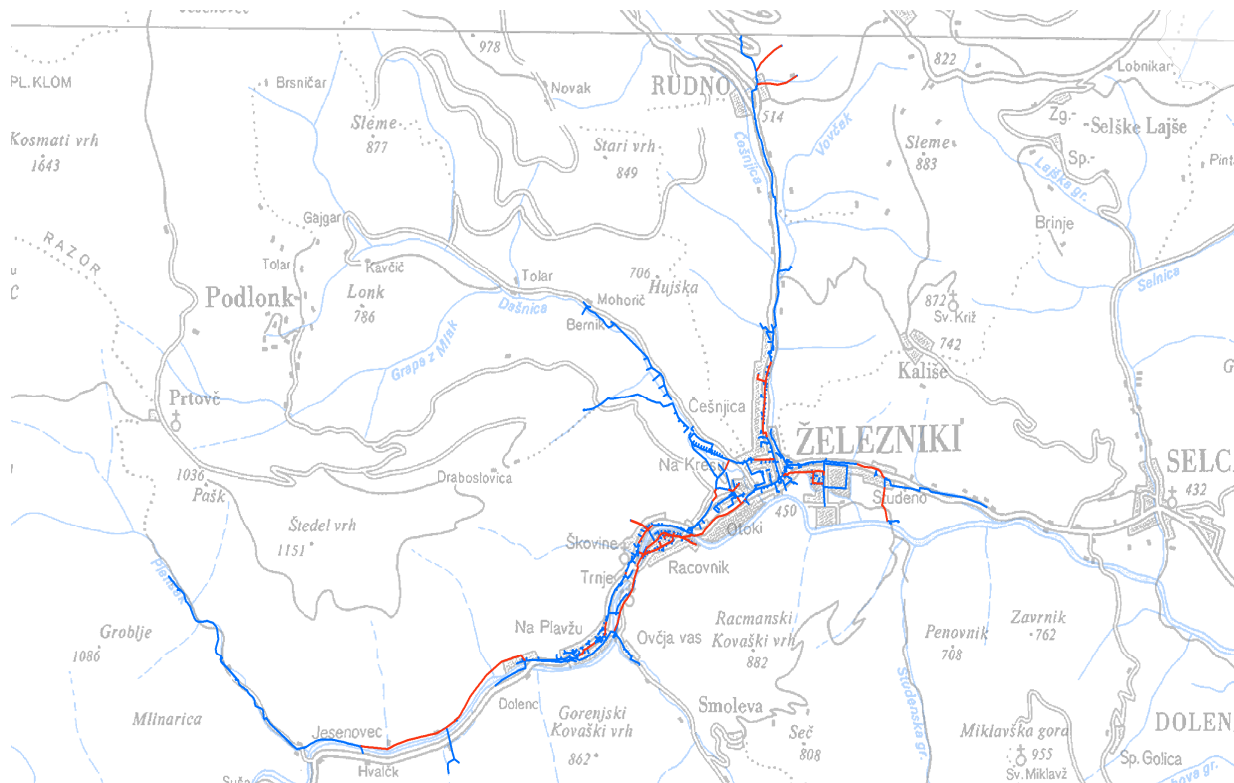 978
822
Lobnikar
PL.KLOM
Brsničar
Novak
RUDNO
514
Zg.-
Selške Lajše
Sp.-
Kosmati vrh
1643
Sleme
877
Stari vrh
849
Češnjica
Vovček
Sleme
883
Lajška gr.
Brinje
RAZOR
Gajgar
Tolar
Kavčič
Tolar
706
Hujska
Selnica
Podlonk
Lonk
786
Dašnica
Mohorič
Bernik
872
Sv.Križ
742
Kališe
Grapa z Mlak
Prtovč
Češnjica
ŽELEZNIKI
Na Kresu
SELCA
432
Draboslovica
1036
Pašk
Študeno
450
Otoki
Štedel vrh
1151
Škovine
Racovnik
Trnje
Plenšak
Groblje
1086
Na Plavžu
Ovčja vas
Racmanski
Kovaški vrh
882
Penovnik
708
Zavrnik
762
Studenska gr.
Mlinarica
Dolenc
Smoleva
Gorenjski
Kovaški vrh
862
Seč
808
Jesenovec
Hvalčk
Miklavška gora
955
Sv.Miklavž
DOLEN
Sp.Golica